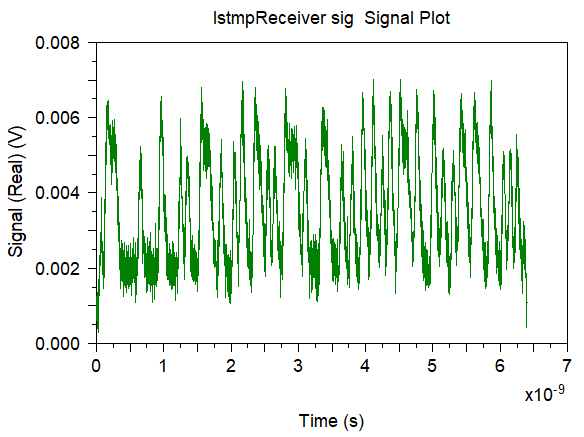 lstmpReceiver sig  Signal Plot
0.008
0.006
0.004
0.002
0.000
Signal (Real) (V)
0 1 2 3 4 5 6 7
x10-9
Time (s)